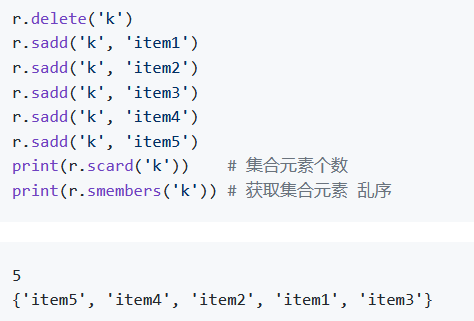 r.delete('k')
r.sadd('k', 'item1')
r.sadd('k', 'item2')
r.sadd('k', 'item3')
r.sadd('k', 'item4')
r.sadd('k', 'item5')
print(r.scard('k'))    # 集合元素个数
print(r.smembers('k')) # 获取集合元素 乱序
5
{'item5', 'item4', 'item2', 'item1', 'item3'}